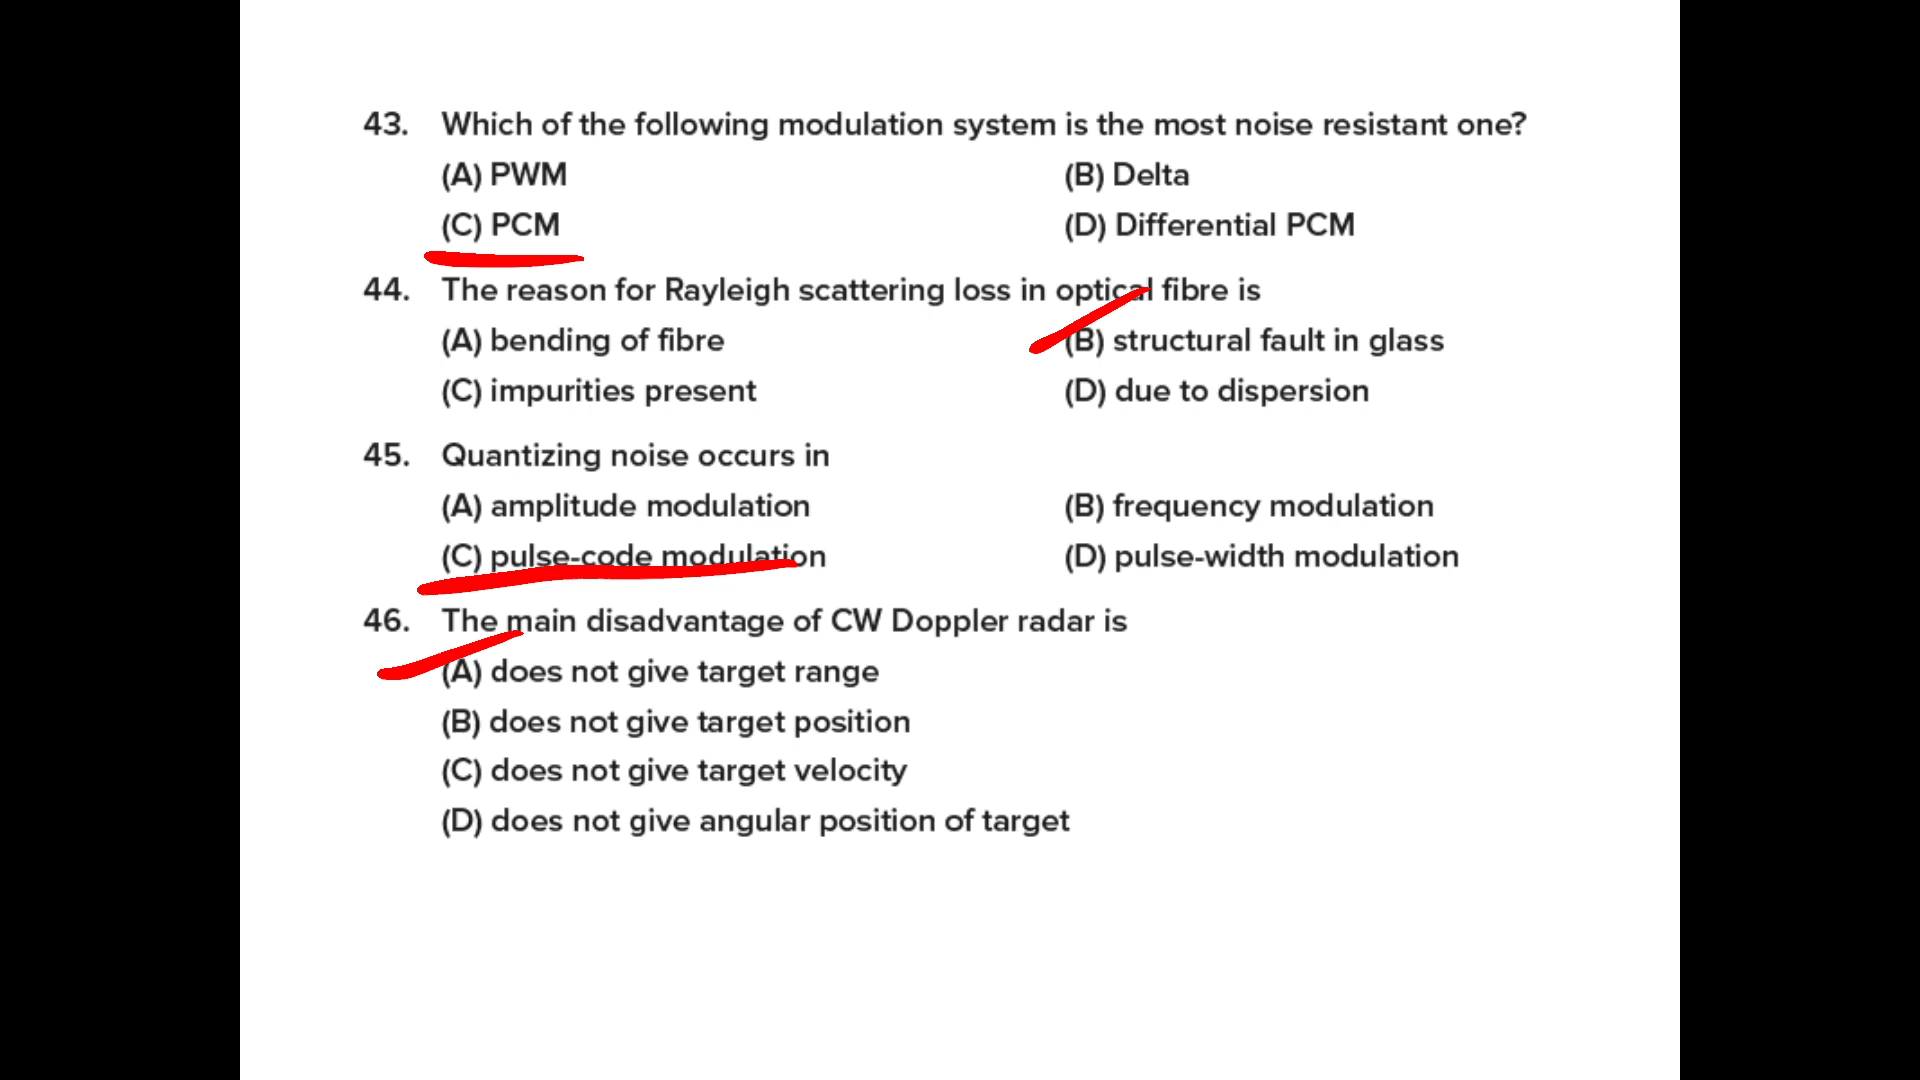 43. Which of the following modulation system is the most noise resistant one?
(A) PWM (B) Delta
(C) PCM (D) Differential PCM
44. The reason for Rayleigh scattering loss in optical fibre is
(A) bending of fibre (B) structural fault in glass
(C) impurities present (D) due to dispersion
45. Quantizing noise occurs in
(A) amplitude modulation (B) frequency modulation
(C) pulse-code modulation (D) pulse-width modulation
46. The main disadvantage of CW Doppler radar is
(A) does not give target range
(B) does not give target position
(C) does not give target velocity
(D) does not give angular position of target